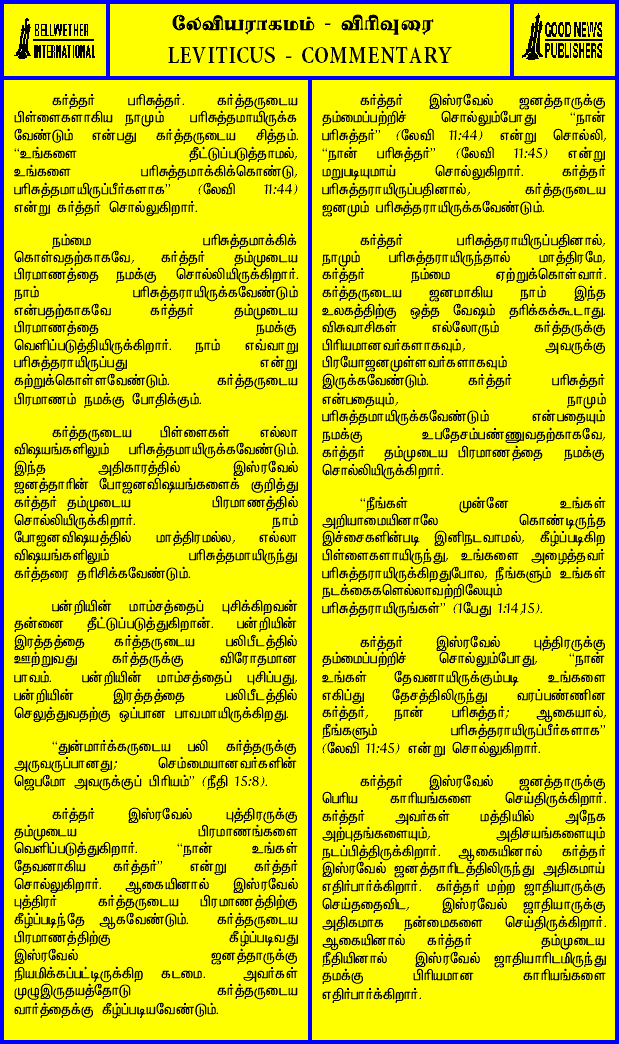 BELLWETHER
INTERNATIONAL
லேவியராகமம் - விரிவுரை
LEVITICUS - COMMENTARY
GOOD NEWS
PUBLISHERS
கர்த்தர் பரிசுத்தர். கர்த்தருடைய
பிள்ளைகளாகிய நாமும் பரிசுத்தமாயிருக்க
வேண்டும் என்பது கர்த்தருடைய சித்தம்.
“உங்களை தீட்டுப்படுத்தாமல்,
உங்களை பரிசுத்தமாக்கிக்கொண்டு,
பரிசுத்தமாயிருப்பீர்களாக” (லேவி 11:44)
என்று கர்த்தர் சொல்லுகிறார்.
நம்மை பரிசுத்தமாக்கிக்
கொள்வதற்காகவே, கர்த்தர் தம்முடைய
பிரமாணத்தை நமக்கு சொல்லியிருக்கிறார்.
நாம் பரிசுத்தராயிருக்கவேண்டும்
என்பதற்காகவே கர்த்தர் தம்முடைய
பிரமாணத்தை நமக்கு
வெளிப்படுத்தியிருக்கிறார். நாம் எவ்வாறு
பரிசுத்தராயிருப்பது என்று
கற்றுக்கொள்ளவேண்டும். கர்த்தருடைய
பிரமாணம் நமக்கு போதிக்கும்.
கர்த்தருடைய பிள்ளைகள் எல்லா
விஷயங்களிலும் பரிசுத்தமாயிருக்கவேண்டும்.
இந்த அதிகாரத்தில் இஸ்ரவேல்
ஜனத்தாரின் போஜனவிஷயங்களைக் குறித்து
கர்த்தர் தம்முடைய பிரமாணத்தில்
சொல்லியிருக்கிறார். நாம்
போஜனவிஷயத்தில் மாத்திரமல்ல, எல்லா
விஷயங்களிலும் பரிசுத்தமாயிருந்து
கர்த்தரை தரிசிக்கவேண்டும்.
பன்றியின் மாம்சத்தைப் புசிக்கிறவன்
தன்னை தீட்டுப்படுத்துகிறான். பன்றியின்
இரத்தத்தை கர்த்தருடைய பலிபீடத்தில்
ஊற்றுவது கர்த்தருக்கு விரோதமான
பாவம். பன்றியின் மாம்சத்தைப் புசிப்பது,
பன்றியின் இரத்தத்தை பலிபீடத்தில்
செலுத்துவதற்கு ஒப்பான பாவமாயிருக்கிறது.
“துன்மார்க்கருடைய பலி கர்த்தருக்கு
அருவருப்பானது; செம்மையானவர்களின்
ஜெபமோ அவருக்குப் பிரியம்” (நீதி 15:8).
கர்த்தர் இஸ்ரவேல் புத்திரருக்கு
தம்முடைய பிரமாணங்களை
வெளிப்படுத்துகிறார். “நான் உங்கள்
தேவனாகிய கர்த்தர்” என்று கர்த்தர்
சொல்லுகிறார். ஆகையினால் இஸ்ரவேல்
புத்திரர் கர்த்தருடைய பிரமாணத்திற்கு
கீழ்ப்படிந்தே ஆகவேண்டும். கர்த்தருடைய
பிரமாணத்திற்கு கீழ்ப்படிவது
இஸ்ரவேல் ஜனத்தாருக்கு
நியமிக்கப்பட்டிருக்கிற கடமை. அவர்கள்
முழுஇருதயத்தோடு கர்த்தருடைய
வார்த்தைக்கு கீழ்ப்படியவேண்டும்.
கர்த்தர் இஸ்ரவேல் ஜனத்தாருக்கு
தம்மைப்பற்றிச் சொல்லும்போது “நான்
பரிசுத்தர்” (லேவி 11:44) என்று சொல்லி,
“நான் பரிசுத்தர்” (லேவி 11:45) என்று
மறுபடியுமாய் சொல்லுகிறார். கர்த்தர்
பரிசுத்தராயிருப்பதினால், கர்த்தருடைய
ஜனமும் பரிசுத்தராயிருக்கவேண்டும்.
கர்த்தர் பரிசுத்தராயிருப்பதினால்,
நாமும் பரிசுத்தராயிருந்தால் மாத்திரமே,
கர்த்தர் நம்மை ஏற்றுக்கொள்வார்.
கர்த்தருடைய ஜனமாகிய நாம் இந்த
உலகத்திற்கு ஒத்த வேஷம் தரிக்கக்கூடாது.
விசுவாசிகள் எல்லோரும் கர்த்தருக்கு
பிரியமானவர்களாகவும், அவருக்கு
பிரயோஜனமுள்ளவர்களாகவும்
இருக்கவேண்டும். கர்த்தர் பரிசுத்தர்
என்பதையும், நாமும்
பரிசுத்தமாயிருக்கவேண்டும் என்பதையும்
நமக்கு உபதேசம்பண்ணுவதற்காகவே,
கர்த்தர் தம்முடைய பிரமாணத்தை நமக்கு
சொல்லியிருக்கிறார்.
“நீங்கள் முன்னே உங்கள்
அறியாமையினாலே கொண்டிருந்த
இச்சைகளின்படி இனிநடவாமல், கீழ்ப்படிகிற
பிள்ளைகளாயிருந்து, உங்களை அழைத்தவர்
பரிசுத்தராயிருக்கிறதுபோல, நீங்களும் உங்கள்
நடக்கைகளெல்லாவற்றிலேயும்
பரிசுத்தராயிருங்கள்” (1பேது 1:14,15).
கர்த்தர் இஸ்ரவேல் புத்திரருக்கு
தம்மைப்பற்றிச் சொல்லும்போது, “நான்
உங்கள் தேவனாயிருக்கும்படி உங்களை
எகிப்து தேசத்திலிருந்து வரப்பண்ணின
கர்த்தர், நான் பரிசுத்தர்; ஆகையால்,
நீங்களும் பரிசுத்தராயிருப்பீர்களாக”
(லேவி 11:45) என்று சொல்லுகிறார்.
கர்த்தர் இஸ்ரவேல் ஜனத்தாருக்கு
பெரிய காரியங்களை செய்திருக்கிறார்.
கர்த்தர் அவர்கள் மத்தியில் அநேக
அற்புதங்களையும், அதிசயங்களையும்
நடப்பித்திருக்கிறார். ஆகையினால் கர்த்தர்
இஸ்ரவேல் ஜனத்தாரிடத்திலிருந்து அதிகமாய்
எதிர்பார்க்கிறார். கர்த்தர் மற்ற ஜாதியாருக்கு
செய்ததைவிட, இஸ்ரவேல் ஜாதியாருக்கு
அதிகமாக நன்மைகளை செய்திருக்கிறார்.
ஆகையினால் கர்த்தர் தம்முடைய
நீதியினால் இஸ்ரவேல் ஜாதியாரிடமிருந்து
தமக்கு பிரியமான காரியங்களை
எதிர்பார்க்கிறார்.